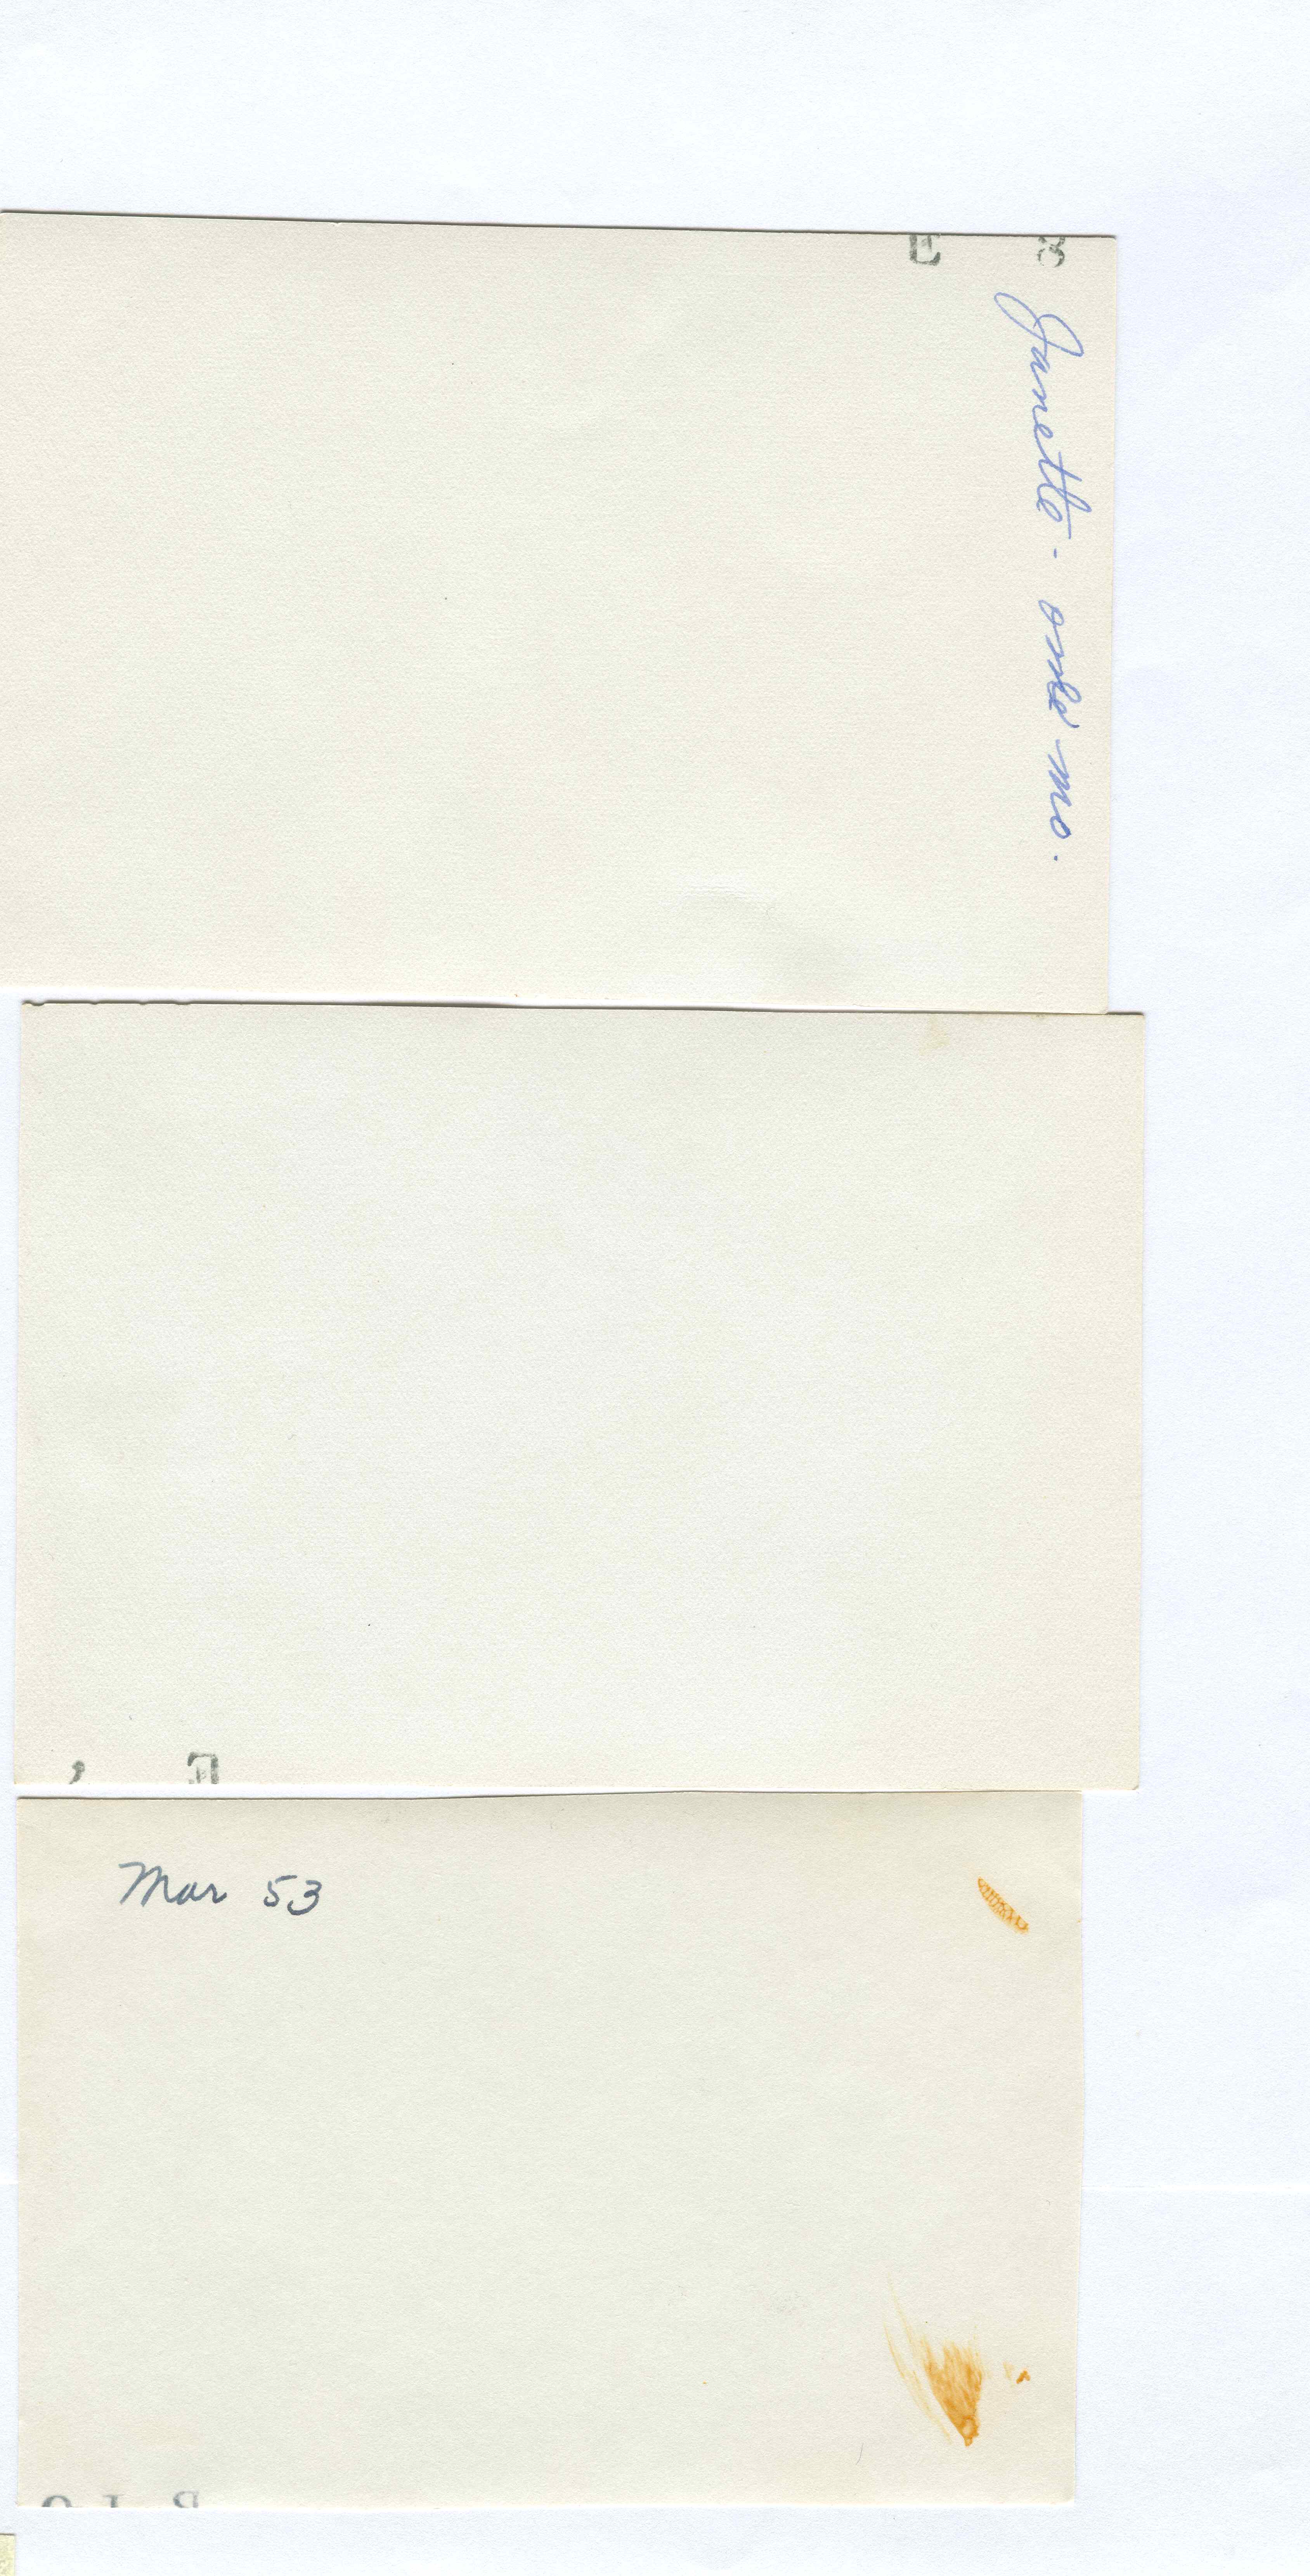 Janette - one mo.
Mar 53